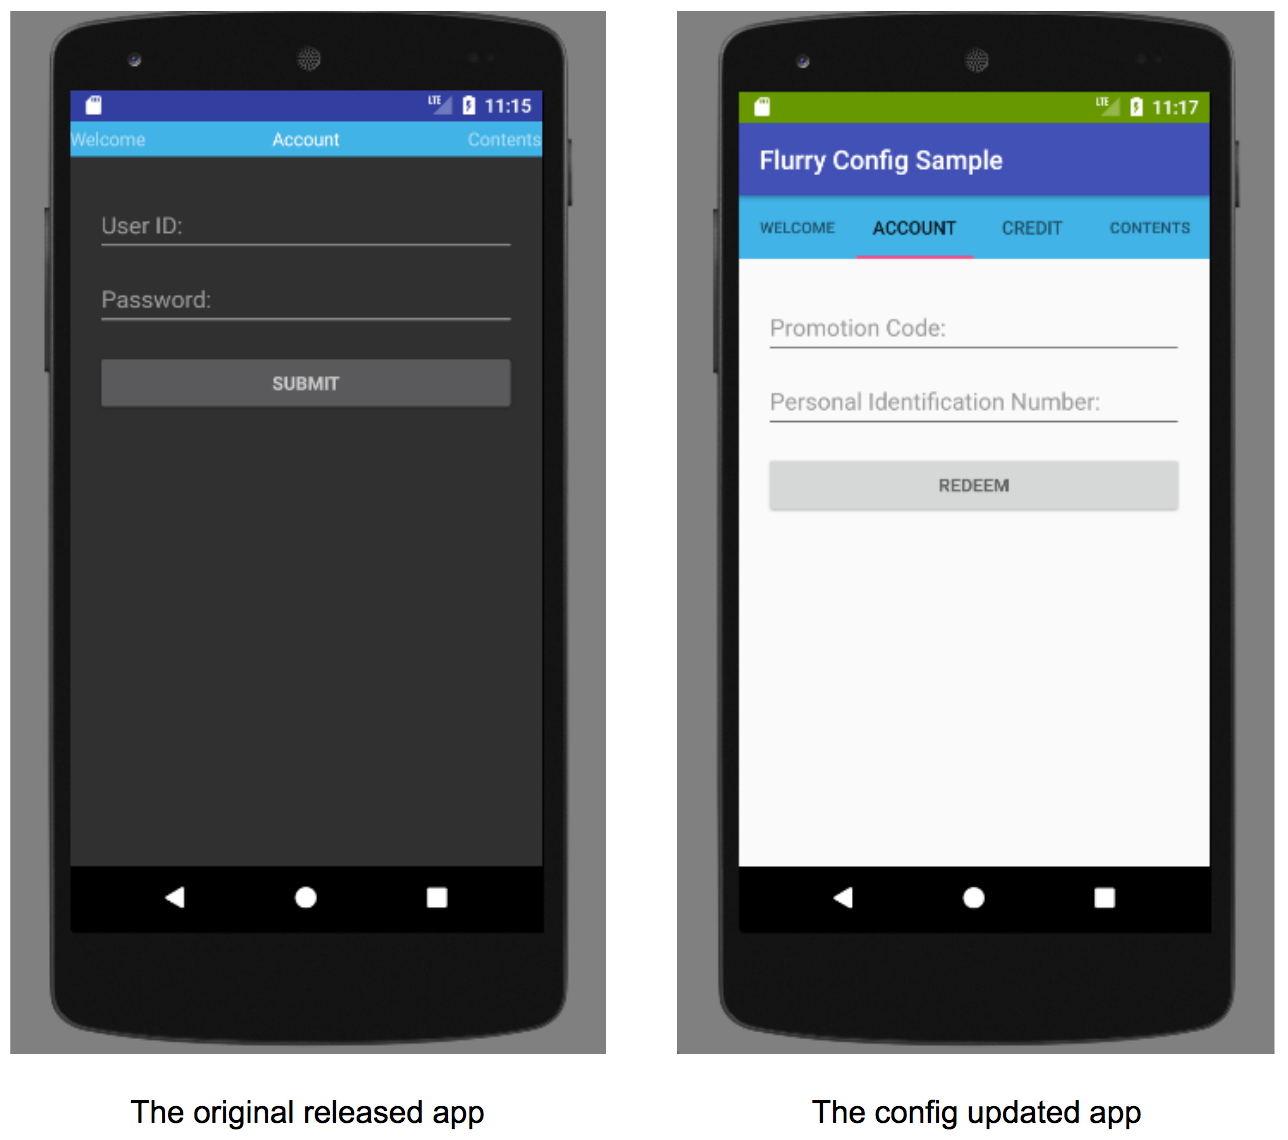 LTE 11:15
Welcome Account Contents
User ID:
Password:
SUBMIT
The original released app
LTE 11:17
Flurry Config Sample
WELCOME ACCOUNT CREDIT CONTENTS
Promotion Code:
Personal Identification Number:
REDEEM
The config updated app